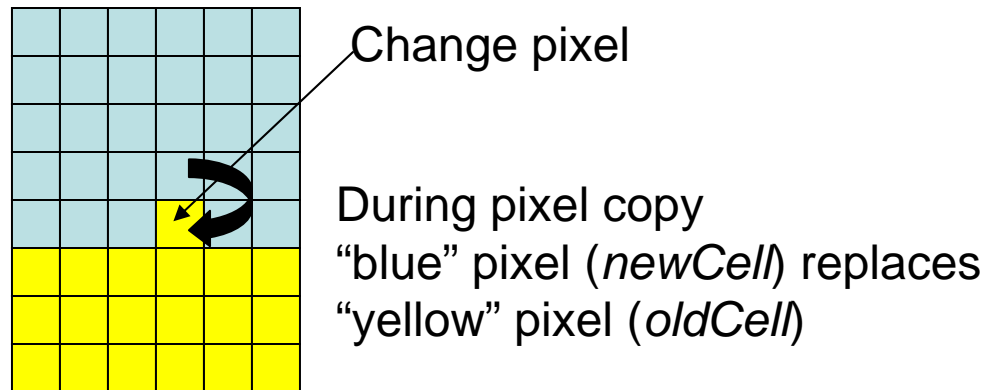 Change pixel
During pixel copy
“blue” pixel (newCell) replaces
“yellow” pixel (oldCell)